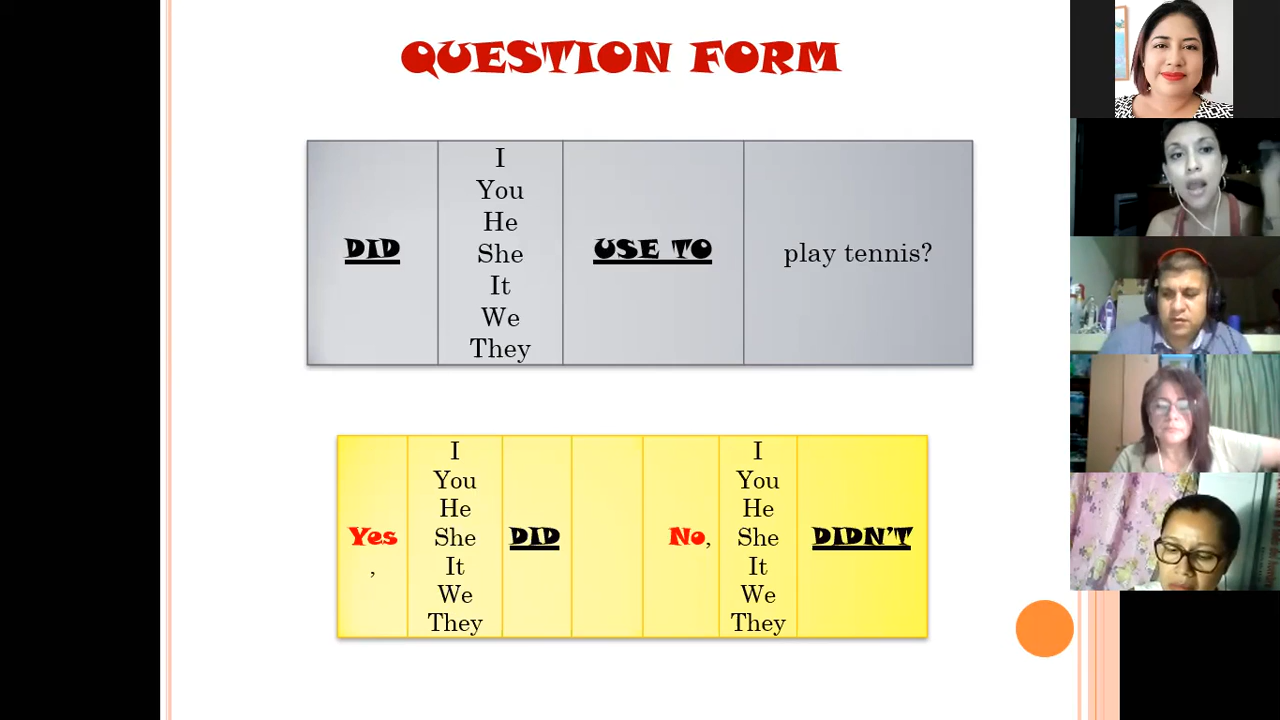 QUESTION FORM
DID
I
You
He
She
It
We
They
USE TO
play tennis?
Yes
,
I
You
He
She
It
We
They
DID
No,
I
You
He
She
It
We
They
DIDN'T